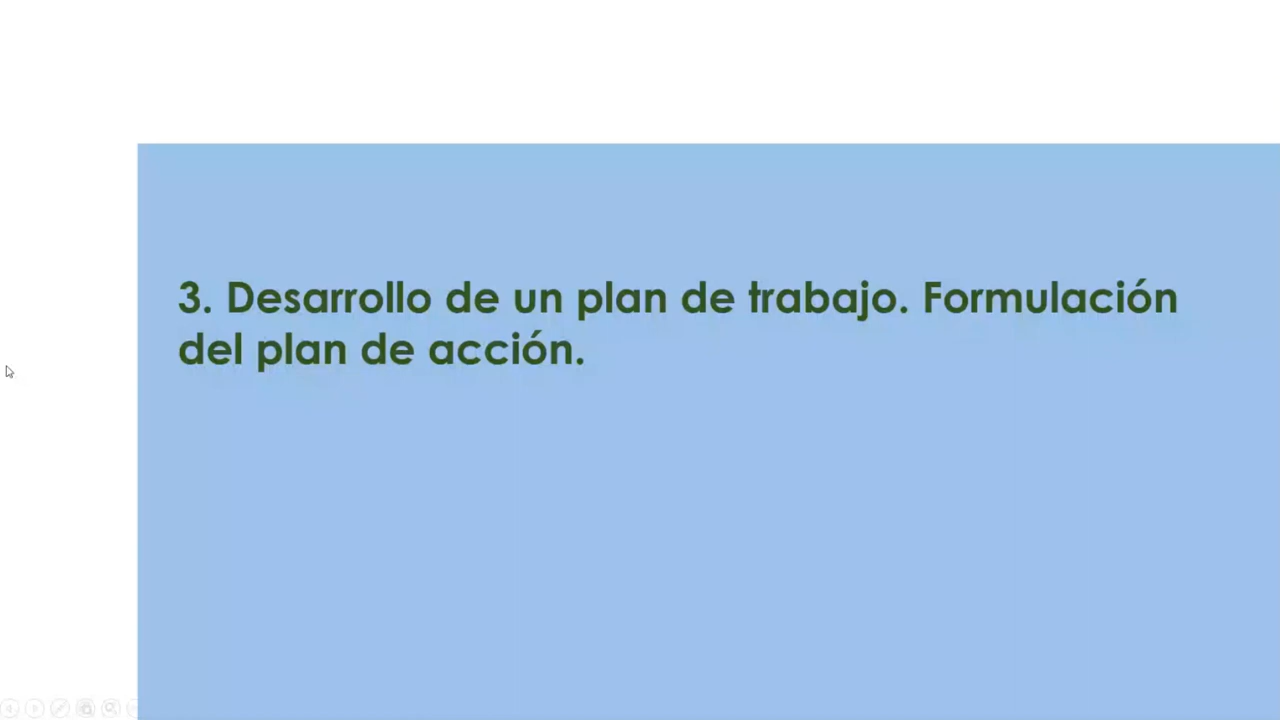 3. Desarrollo de un plan de trabajo. Formulación
del plan de acción.